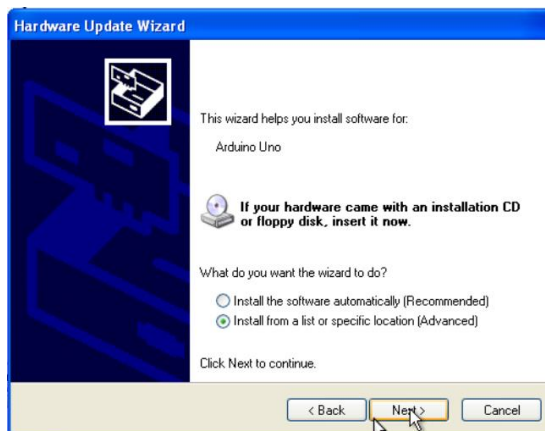 Hardware Update Wizard
This wizard helps you install software for:
Arduino Uno
If your hardware came with an installation CD
or floppy disk, insert it now.
What do you want the wizard to do?
Install the software automatically (Recommended)
Install from a list or specific location (Advanced)
Click Next to continue.
< Back
Next >
Cancel